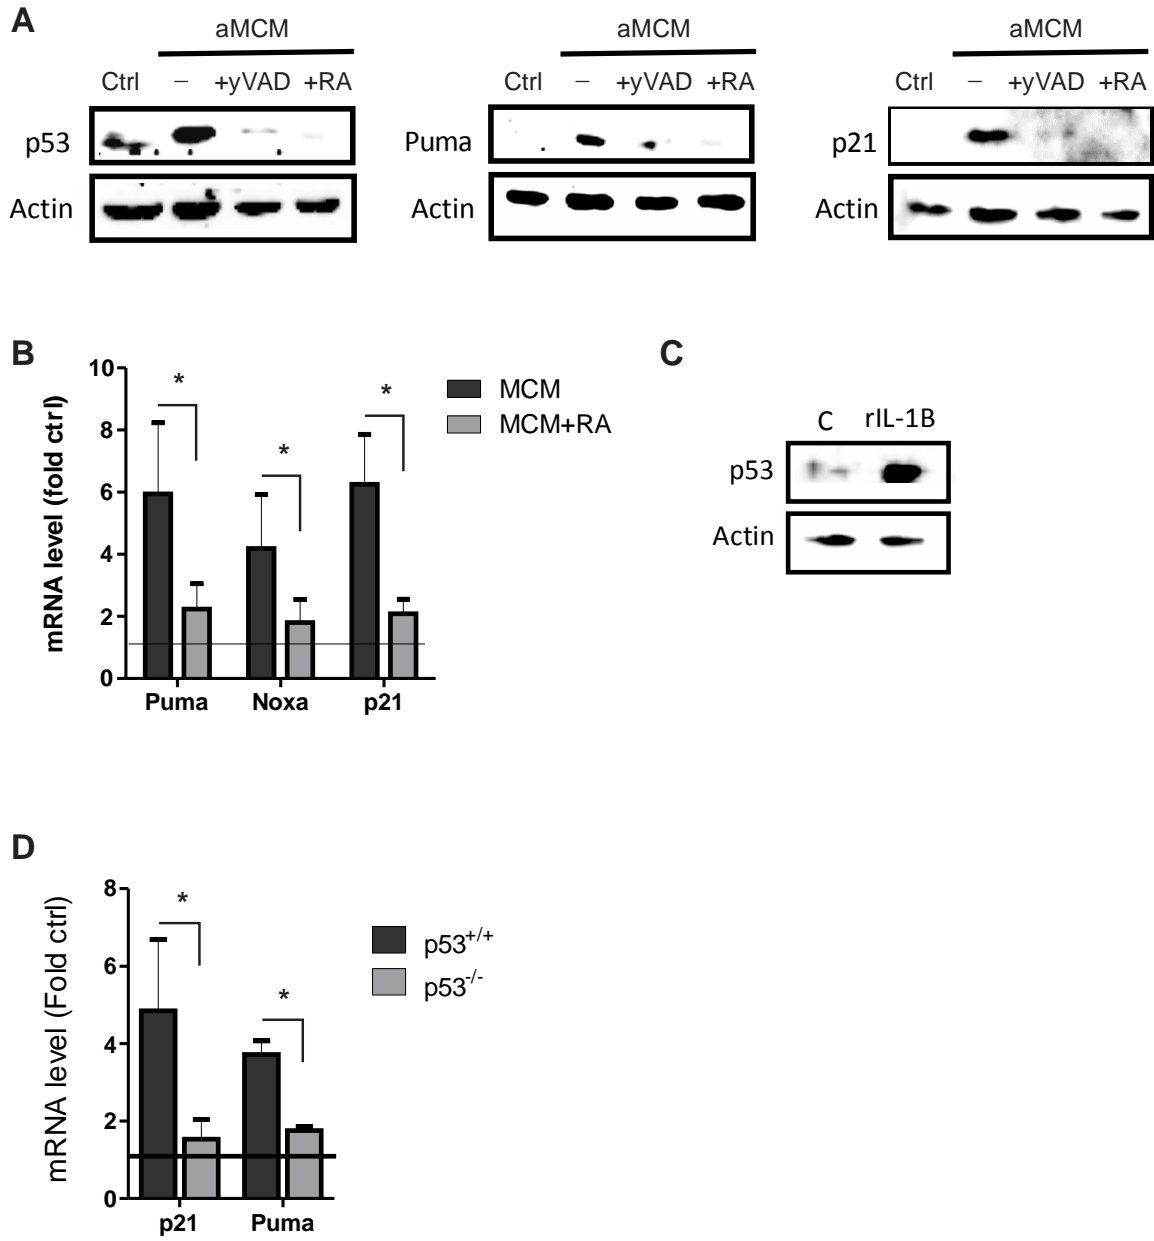 A
aMCM aMCM aMCM
Ctrl – +yVAD +RA Ctrl – +yVAD +RA Ctrl – +yVAD +RA
p53 Puma p21
Actin Actin Actin
B
mRNA level (fold ctrl)
10
8
6
4
2
0
Puma Noxa p21
* * *
MCM
MCM+RA
C
C rIL-1B
p53
Actin
D
mRNA level (Fold ctrl)
8
6
4
2
0
p21 Puma
* *
p53+/+
p53-/-